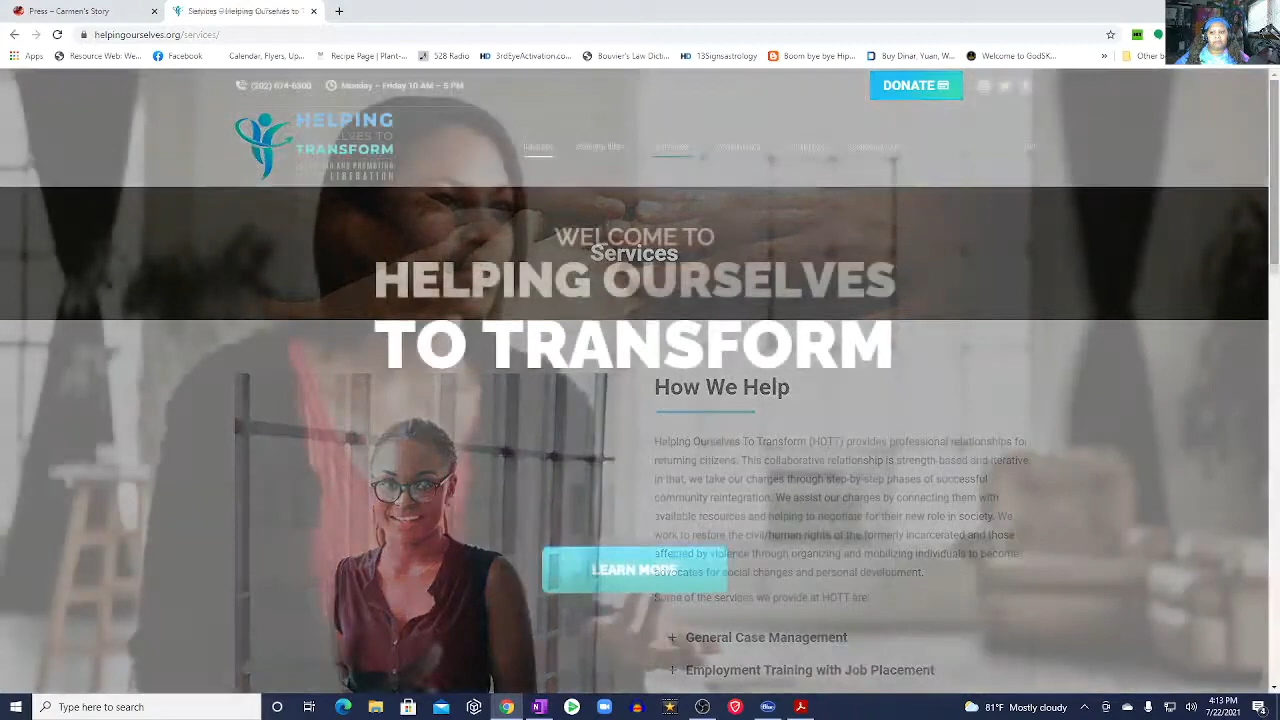 Press – Carmen's Story
Services – Helping Ourselves to T
helpingourselves.org/services/
Apps
Resource Web: We...
Facebook
Calendar, Flyers, Up...
Recipe Page | Plant-...
528 Radio
3rdEyeActivation.co...
Bouvier's Law Dict...
13Signsastrology
Boom bye bye Hip...
Buy Dinar, Yuan, W...
Welcome to GodSK...
Other b
(202) 674-6300
Monday – Friday 10 AM – 5 PM
DONATE
HELPING
TRANSFORM
LIBERATION
WELCOME TO
Services
HELPING OURSELVES
TO TRANSFORM
How We Help
Helping Ourselves To Transform (HOTT) provides professional relationships for
returning citizens. This collaborative relationship is strength-based and iterative
in that, we take our charges through step-by-step phases of successful
community reintegration. We assist our charges by connecting them with
available resources and helping to negotiate for their new role in society. We
work to restore the civil/human rights of the formerly incarcerated and those
affected by violence through organizing and mobilizing individuals to become
advocates for social changes and personal development.
LEARN MORE
Some of the services we provide at HOTT are:
+ General Case Management
+ Employment Training with Job Placement
Type here to search
81°F Mostly cloudy
4:13 PM
7/22/2021